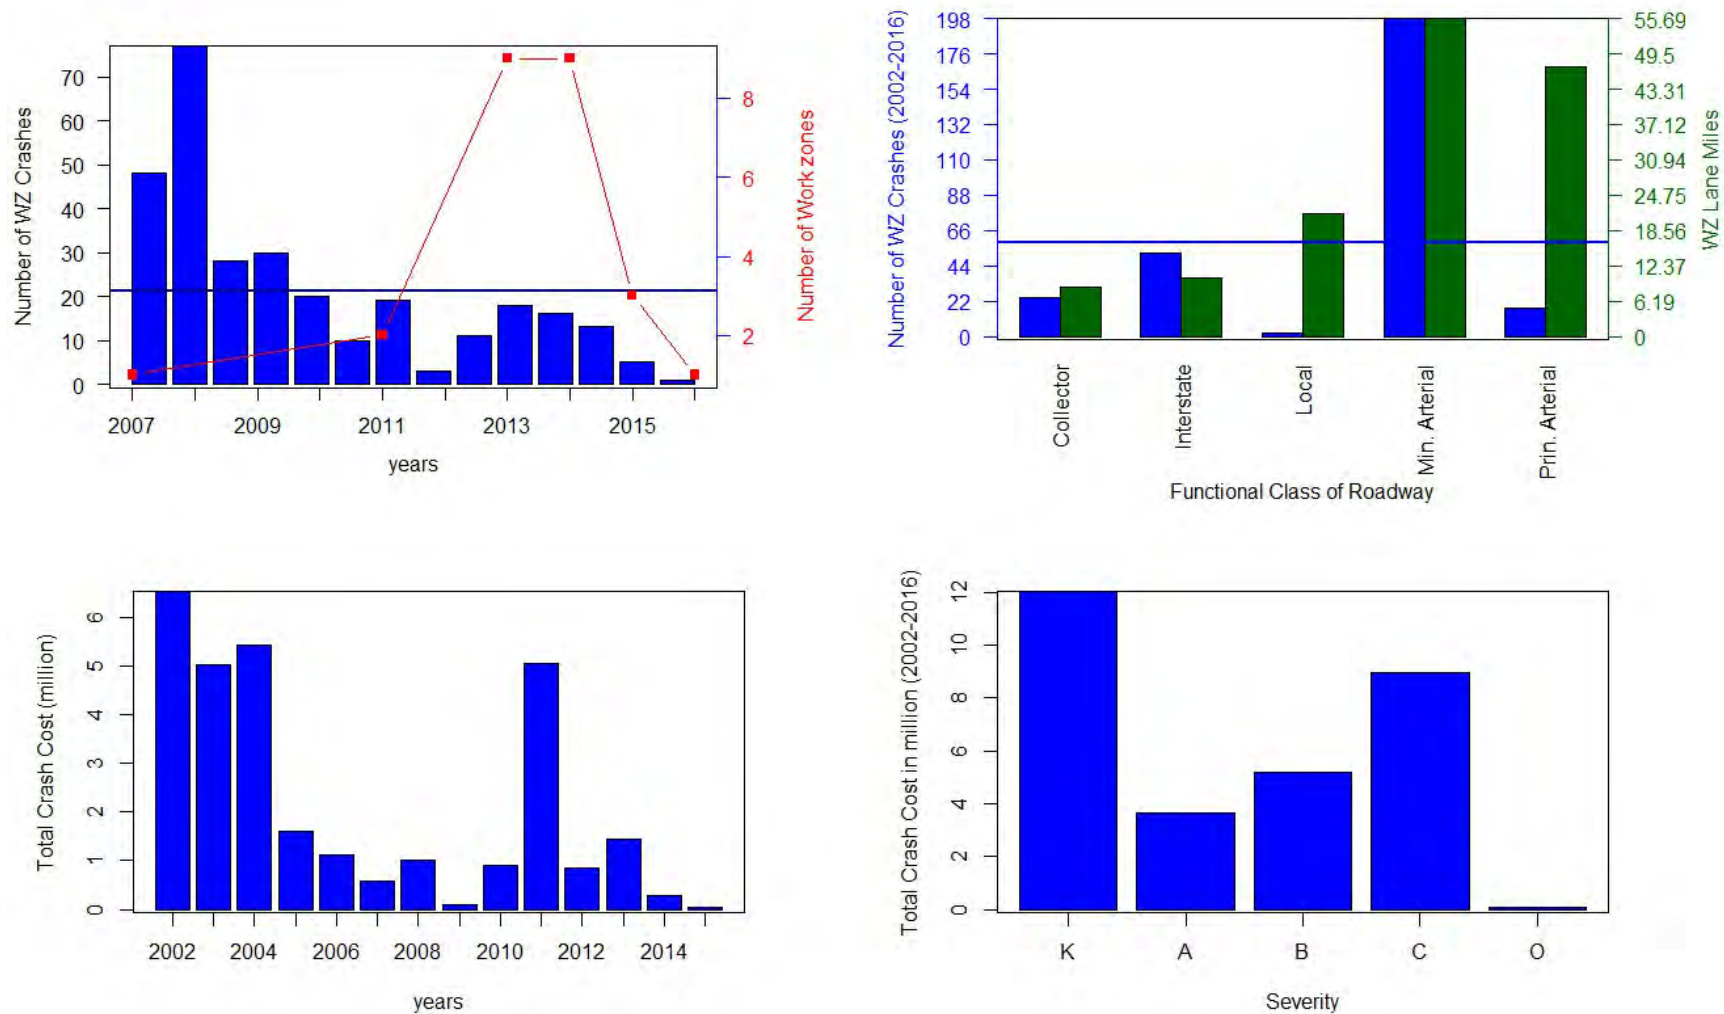 Number of WZ Crashes
70
60
50
40
30
20
10
0
8
6
4
2
Number of Work zones
2007 2009 2011 2013 2015
years
Number of WZ Crashes (2002-2016)
198
176
154
132
110
88
66
44
22
0
55.69
49.5
43.31
37.12
30.94
24.75
18.56
12.37
6.19
0
WZ Lane Miles
Collector
Interstate
Local
Min. Arterial
Prin. Arterial
Functional Class of Roadway
Total Crash Cost (million)
6
5
4
3
2
1
0
2002 2004 2006 2008 2010 2012 2014
years
Total Crash Cost in million (2002-2016)
12
10
8
6
4
2
0
K A B C O
Severity